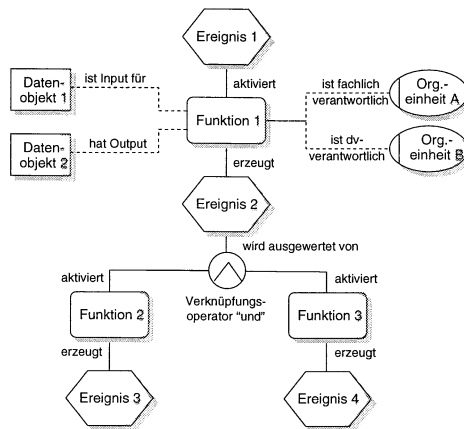 Ereignis 1
Daten-
objekt 1
ist Input für
aktiviert
ist fachlich
verantwortlich
Org.-
einheit A
Funktion 1
Daten-
objekt 2
hat Output
ist dv-
verantwortlich
Org.-
einheit B
erzeugt
Ereignis 2
wird ausgewertet von
aktiviert
aktiviert
Verknüpfungs-
operator "und"
Funktion 2
Funktion 3
erzeugt
erzeugt
Ereignis 3
Ereignis 4